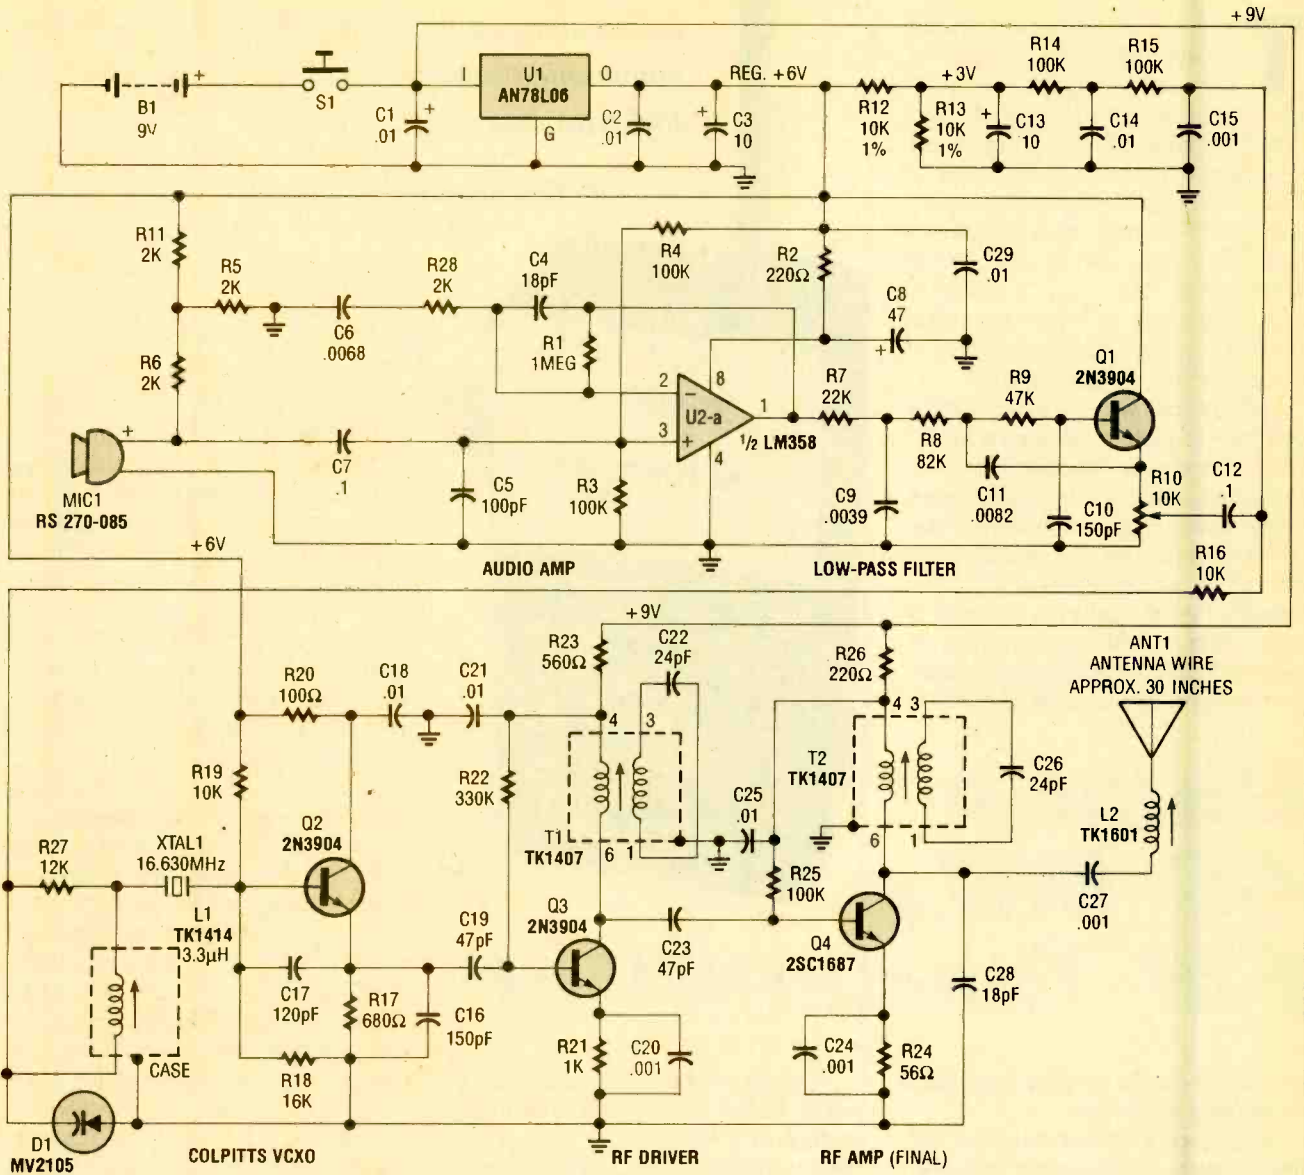 +9V
B1
9V
+
S1
C1
.01
+
I
U1
AN78L06
O
G
C2
.01
REG. +6V
+
C3
10
R12
10K
1%
+3V
R13
10K
1%
+
C13
10
R14
100K
C14
.01
R15
100K
C15
.001
R11
2K
R5
2K
C6
.0068
R28
2K
C4
18pF
R1
1MEG
R4
100K
R2
220Ω
C8
47
+
C29
.01
R6
2K
+
MIC1
RS 270-085
C7
.1
C5
100pF
R3
100K
2
3
8
−
+
U2-a
1
4
1/2 LM358
R7
22K
C9
.0039
R8
82K
R9
47K
C11
.0082
C10
150pF
Q1
2N3904
R10
10K
C12
.1
R16
10K
+6V
AUDIO AMP
LOW-PASS FILTER
+9V
R20
100Ω
C18
.01
C21
.01
R23
560Ω
C22
24pF
4
3
R26
220Ω
4
3
ANT1
ANTENNA WIRE
APPROX. 30 INCHES
R19
10K
R22
330K
T1
TK1407
6
1
C25
.01
T2
TK1407
6
1
C26
24pF
L2
TK1601
C27
.001
R27
12K
XTAL1
16.630MHz
Q2
2N3904
L1
TK1414
3.3µH
C19
47pF
Q3
2N3904
C23
47pF
R25
100K
Q4
2SC1687
C28
18pF
C17
120pF
R17
680Ω
C16
150pF
R18
16K
CASE
R21
1K
C20
.001
C24
.001
R24
56Ω
D1
MV2105
COLPITTS VCXO
RF DRIVER
RF AMP (FINAL)